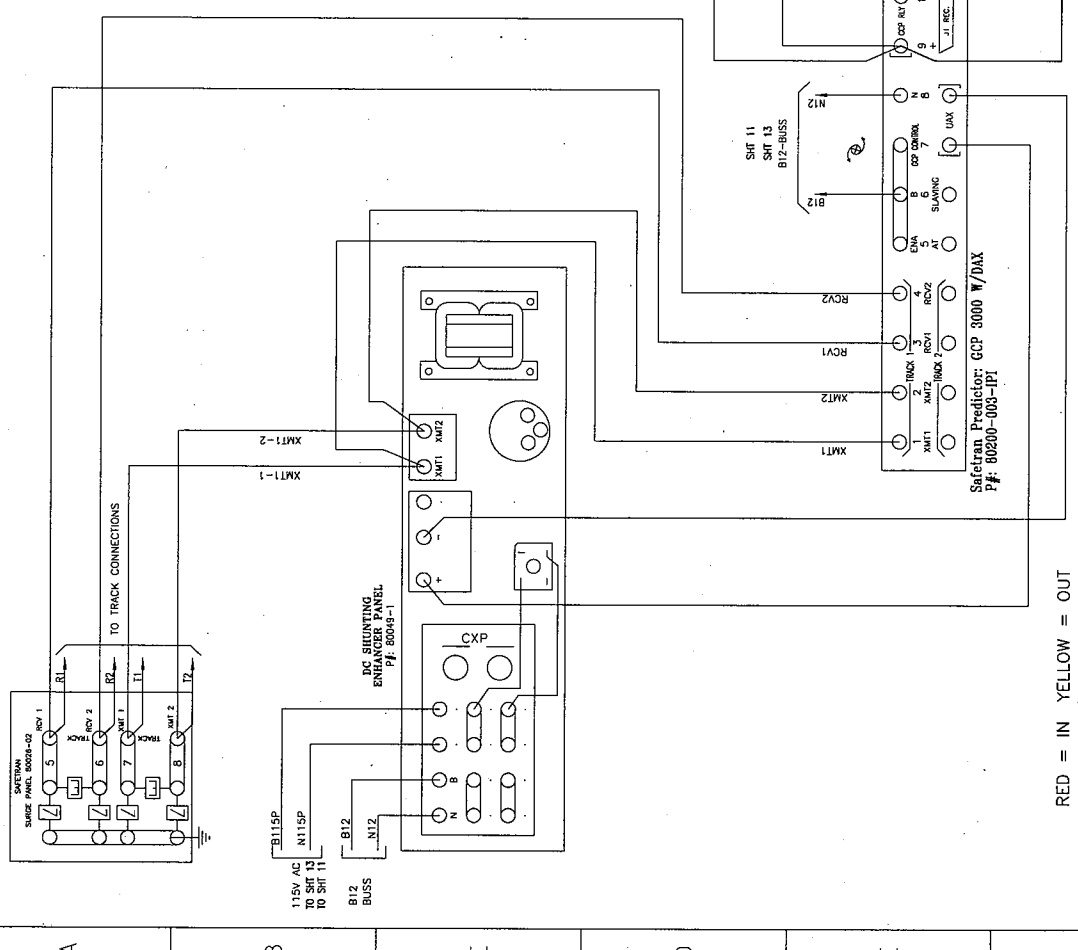 SAFETRAN
SURGE PANEL 80026-02
RCV 1
RCV 2
XMT 1
XMT 2
TRACK
TRACK
5
6
7
8
R1
R2
T1
T2
TO TRACK CONNECTIONS
XMT1-2
XMT1-1
B115P
N115P
115V AC
TO SHT 13
TO SHT 11
B12
N12
B12
BUSS
DC SHUNTING
ENHANCER PANEL
P#: 80049-1
CXP
N
B
+
-
XMT1
XMT2
RCV2
RCV1
XMT2
XMT1
SHT 11
SHT 13
B12-BUSS
N12
B12
CCP RLY
9
+
J1 REC.
N
8
UAX
GCP CONTROL
7
B
6
SLAVING
ENA
5
AT
4
RCV2
3
RCV1
TRACK 1
TRACK 2
2
XMT2
1
XMT1
Safetran Predictor: GCP 3000 W/DAX
P#: 80200-003-IPI
RED = IN YELLOW = OUT
A
B